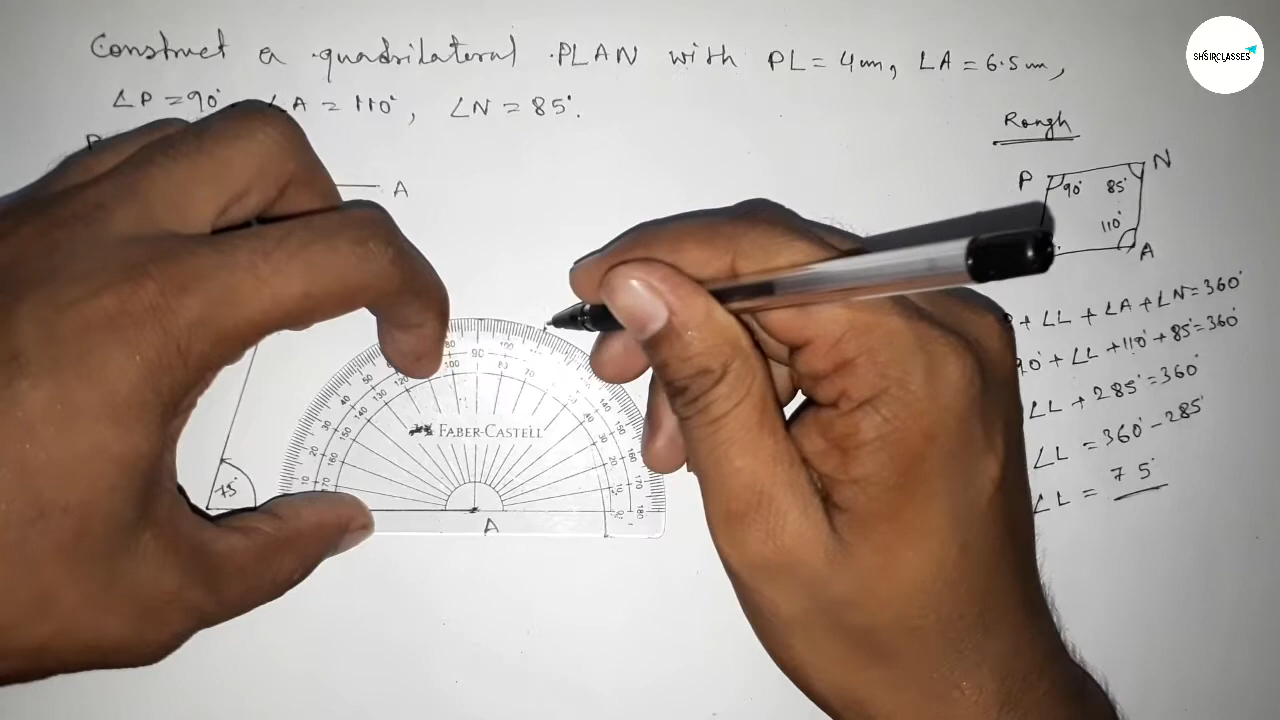 Construct a quadrilateral PLAN with PL = 4cm, LA = 6.5cm,
∠P = 90° ∠A = 110°, ∠N = 85°.
SHSIRCLASSES
Rough
P
N
90° 85°
110°
A
A
+ ∠L + ∠A + ∠N = 360°
90° + ∠L + 110° + 85° = 360°
∠L + 285° = 360°
∠L = 360° - 285°
∠L = 75°
75°
FABER-CASTELL
A